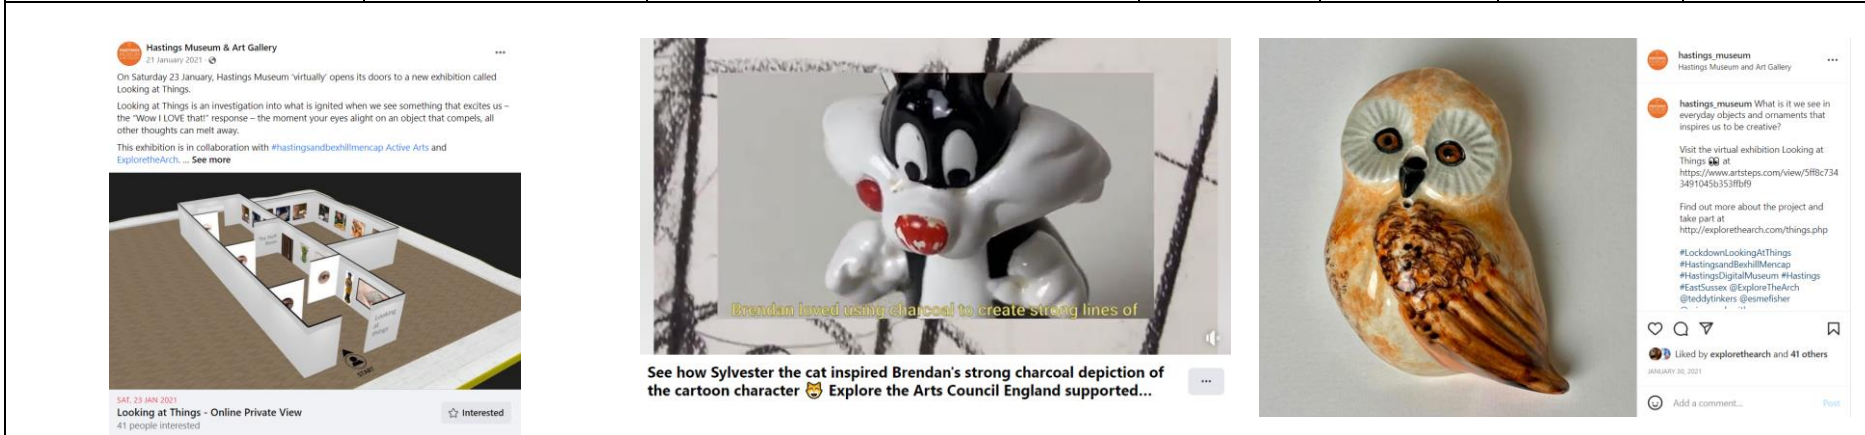 Hastings Museum & Art Gallery
21 January 2021 ·
On Saturday 23 January, Hastings Museum 'virtually' opens its doors to a new exhibition called
Looking at Things.
Looking at Things is an investigation into what is ignited when we see something that excites us –
the "Wow I LOVE that!" response – the moment your eyes alight on an object that compels, all
other thoughts can melt away.
This exhibition is in collaboration with #hastingsandbexhillmencap Active Arts and
ExploretheArch. ... See more
Looking
at
things
START
SAT, 23 JAN 2021
Looking at Things - Online Private View
41 people interested
Interested
Brendan loved using charcoal to create strong lines of
See how Sylvester the cat inspired Brendan's strong charcoal depiction of
the cartoon character 😸 Explore the Arts Council England supported...
hastings_museum
Hastings Museum and Art Gallery
hastings_museum What is it we see in
everyday objects and ornaments that
inspires us to be creative?
Visit the virtual exhibition Looking at
Things 👀 at
https://www.artsteps.com/view/5ff8c734
3491045b353ffbf9
Find out more about the project and
take part at
http://explorethearch.com/things.php
#LockdownLookingAtThings
#HastingsandBexhillMencap
#HastingsDigitalMuseum #Hastings
#EastSussex @ExploreTheArch
@teddytinkers @esmefisher
Liked by explorethearch and 41 others
JANUARY 30, 2021
Add a comment...
Post